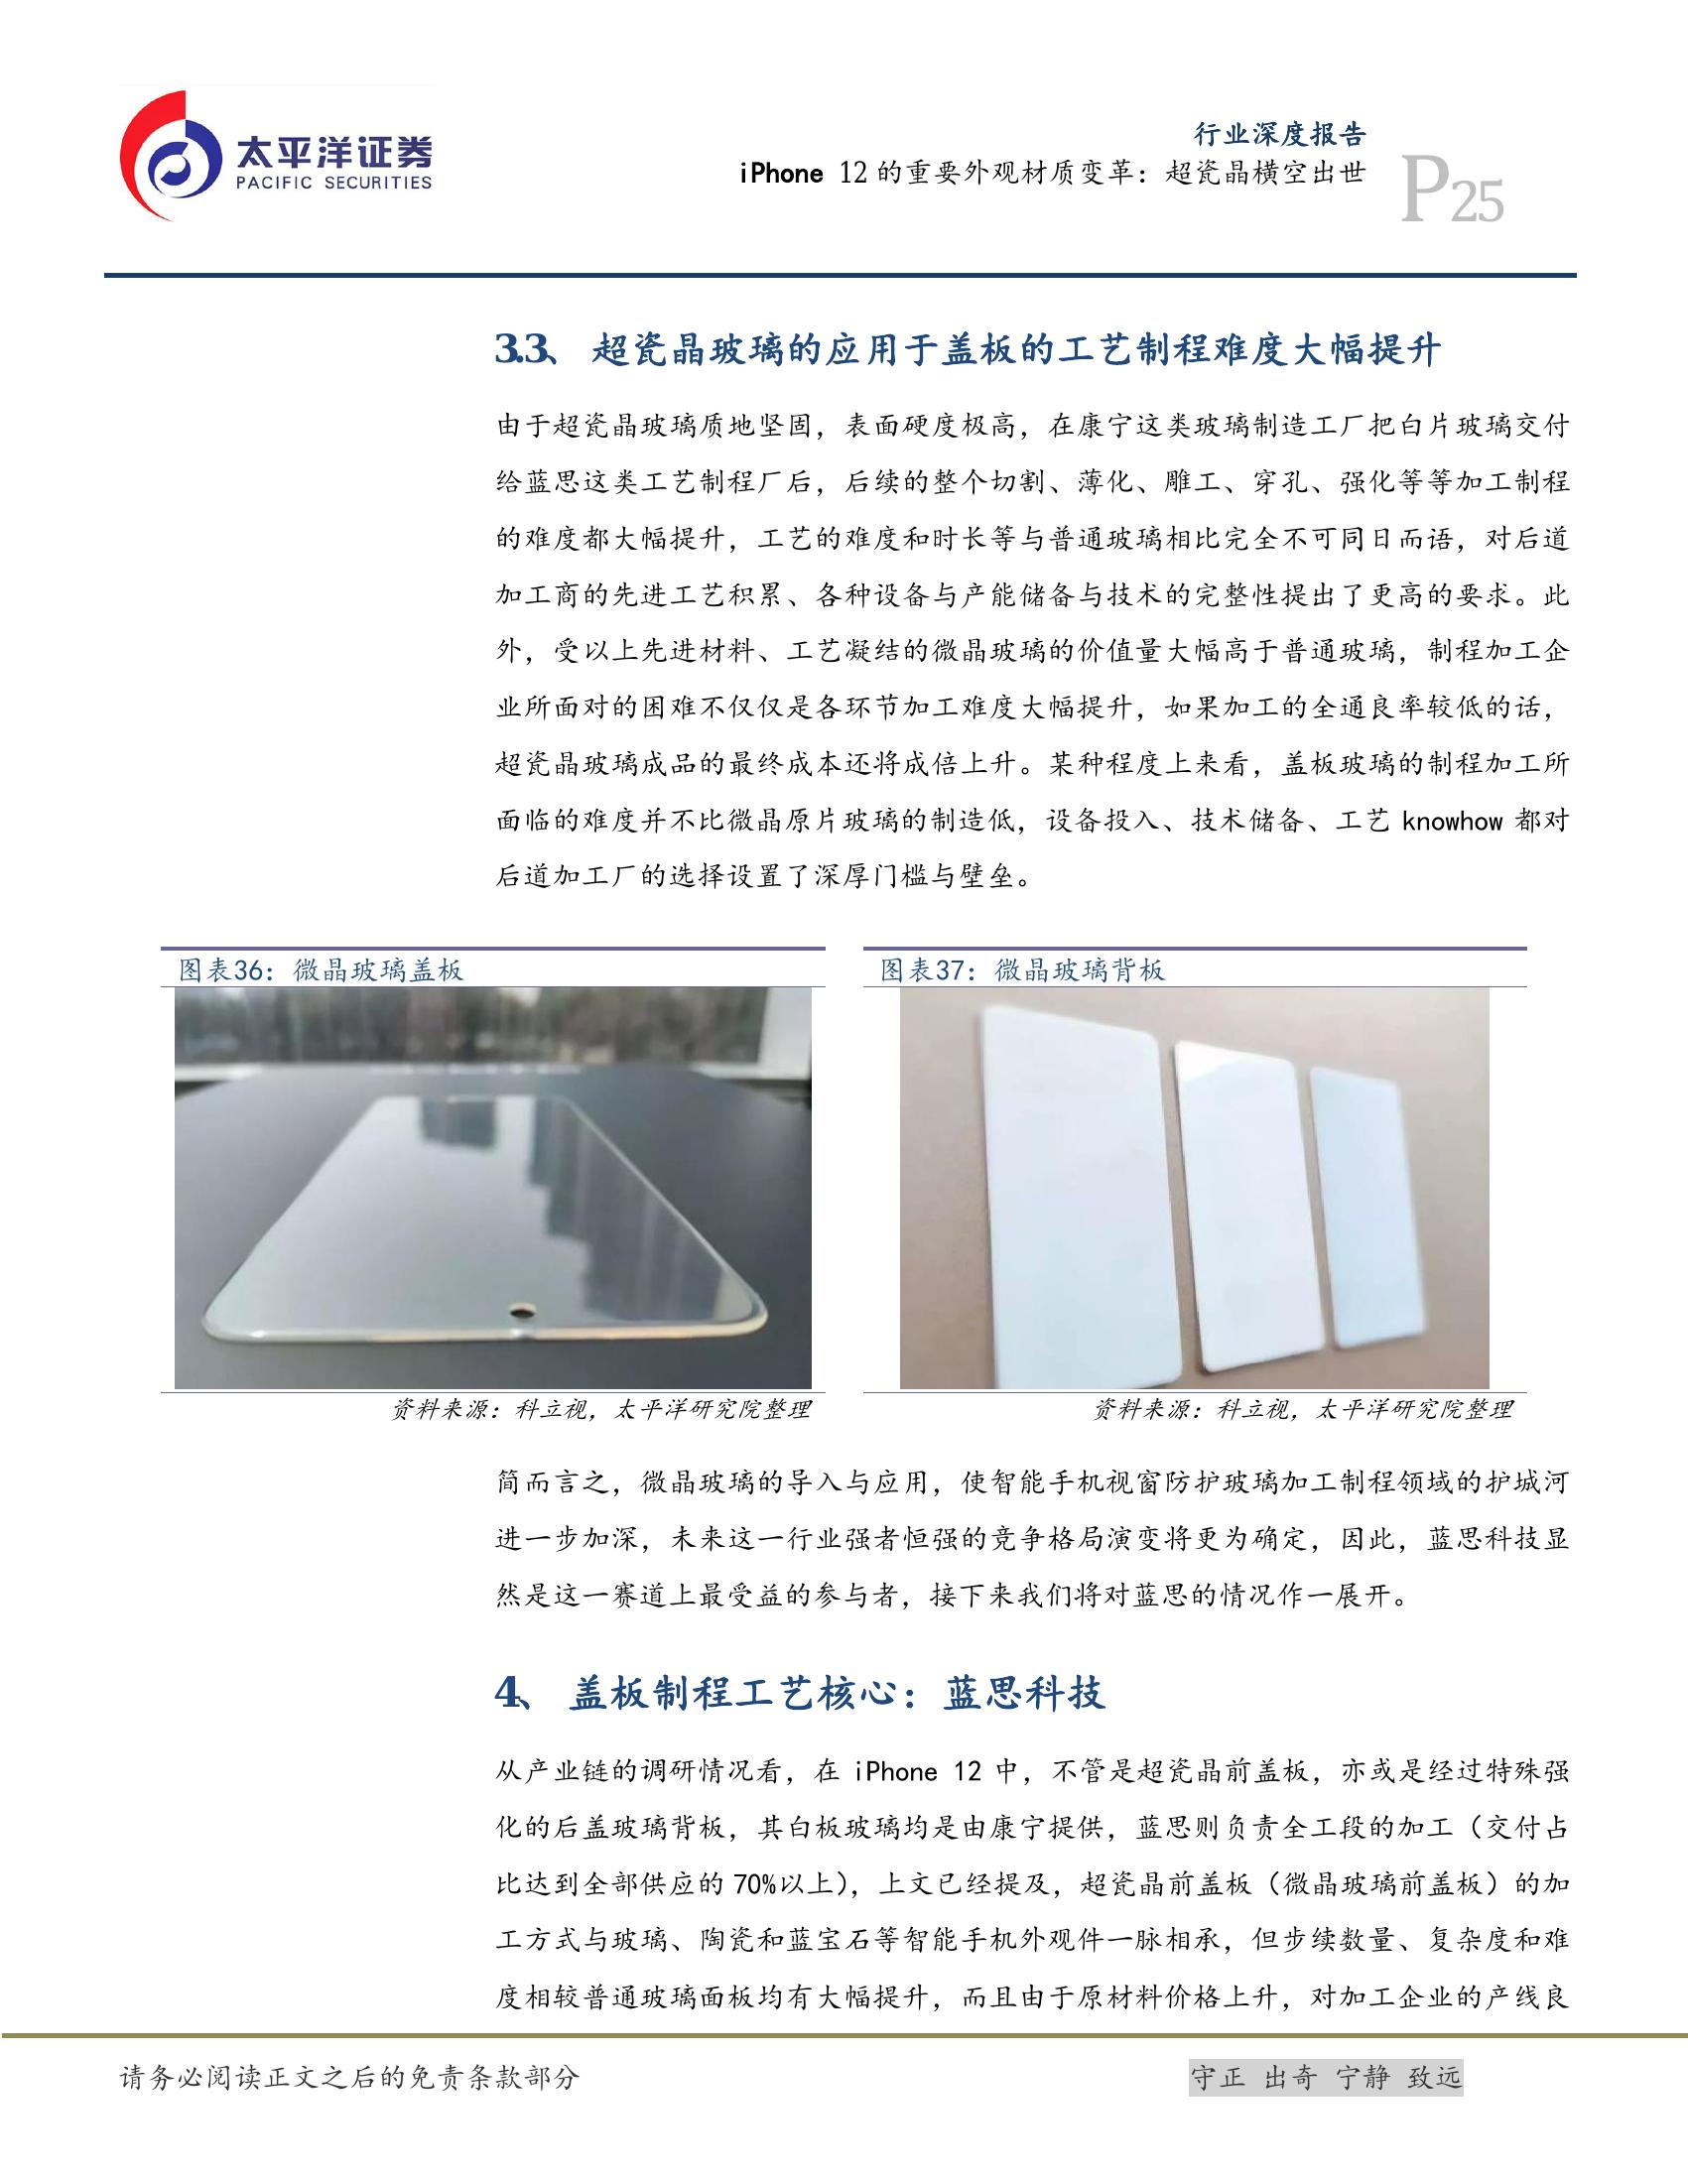 太平洋证券
PACIFIC SECURITIES
行业深度报告
iPhone 12 的重要外观材质变革：超瓷晶横空出世
P25
3.3、 超瓷晶玻璃的应用于盖板的工艺制程难度大幅提升
由于超瓷晶玻璃质地坚固，表面硬度极高，在康宁这类玻璃制造工厂把白片玻璃交付
给蓝思这类工艺制程厂后，后续的整个切割、薄化、雕工、穿孔、强化等等加工制程
的难度都大幅提升，工艺的难度和时长等与普通玻璃相比完全不可同日而语，对后道
加工商的先进工艺积累、各种设备与产能储备与技术的完整性提出了更高的要求。此
外，受以上先进材料、工艺凝结的微晶玻璃的价值量大幅高于普通玻璃，制程加工企
业所面对的困难不仅仅是各环节加工难度大幅提升，如果加工的全通良率较低的话，
超瓷晶玻璃成品的最终成本还将成倍上升。某种程度上来看，盖板玻璃的制程加工所
面临的难度并不比微晶原片玻璃的制造低，设备投入、技术储备、工艺 knowhow 都对
后道加工厂的选择设置了深厚门槛与壁垒。
图表36：微晶玻璃盖板
图表37：微晶玻璃背板
资料来源：科立视，太平洋研究院整理
资料来源：科立视，太平洋研究院整理
简而言之，微晶玻璃的导入与应用，使智能手机视窗防护玻璃加工制程领域的护城河
进一步加深，未来这一行业强者恒强的竞争格局演变将更为确定，因此，蓝思科技显
然是这一赛道上最受益的参与者，接下来我们将对蓝思的情况作一展开。
4、 盖板制程工艺核心：蓝思科技
从产业链的调研情况看，在 iPhone 12 中，不管是超瓷晶前盖板，亦或是经过特殊强
化的后盖玻璃背板，其白板玻璃均是由康宁提供，蓝思则负责全工段的加工（交付占
比达到全部供应的 70%以上），上文已经提及，超瓷晶前盖板（微晶玻璃前盖板）的加
工方式与玻璃、陶瓷和蓝宝石等智能手机外观件一脉相承，但步续数量、复杂度和难
度相较普通玻璃面板均有大幅提升，而且由于原材料价格上升，对加工企业的产线良
请务必阅读正文之后的免责条款部分
守正 出奇 宁静 致远